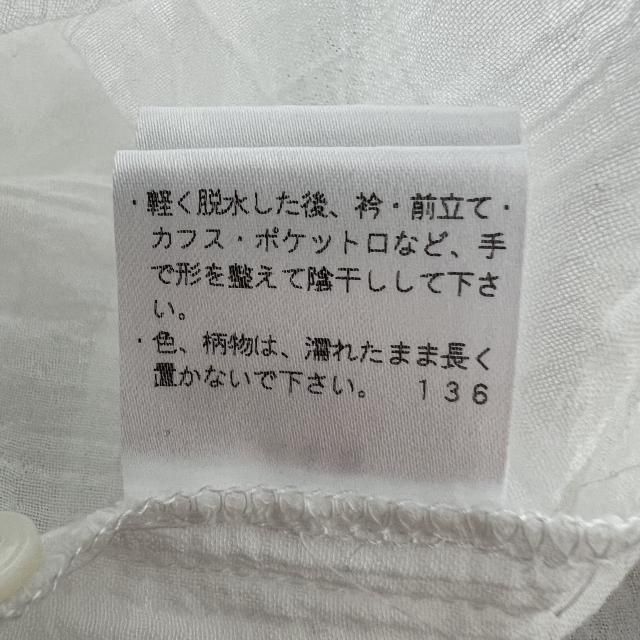 ・軽く脱水した後、衿・前立て・
カフス・ポケット口など、手
で形を整えて陰干しして下さ
い。
・色、柄物は、濡れたまま長く
置かないで下さい。 136